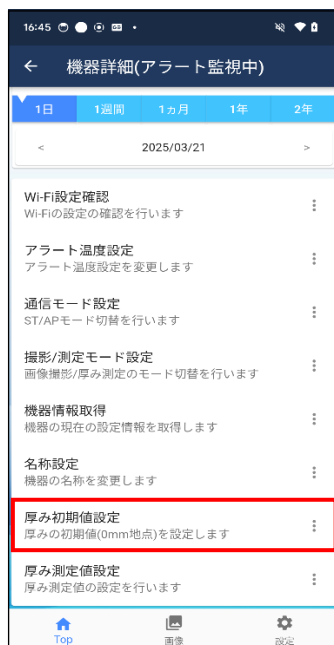 16:45
← 機器詳細(アラート監視中)
1日 1週間 1ヵ月 1年 2年
< 2025/03/21 >
Wi-Fi設定確認
Wi-Fiの設定の確認を行います
アラート温度設定
アラート温度設定を変更します
通信モード設定
ST/APモード切替を行います
撮影/測定モード設定
画像撮影/厚み測定のモード切替を行います
機器情報取得
機器の現在の設定情報を取得します
名称設定
機器の名称を変更します
厚み初期値設定
厚みの初期値(0mm地点)を設定します
厚み測定値設定
厚み測定値の設定を行います
Top 画像 設定